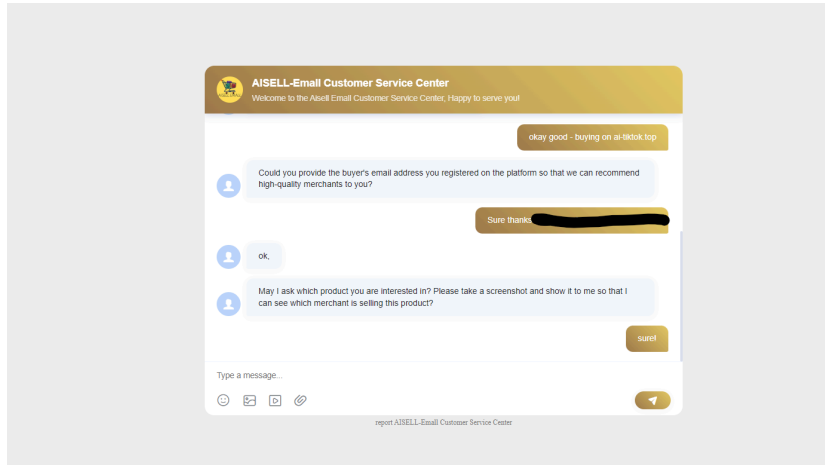 AISELL-Emall Customer Service Center
Welcome to the Aisell Emall Customer Service Center, Happy to serve you!
okay good - buying on ai-tiktok.top
Could you provide the buyer's email address you registered on the platform so that we can recommend
high-quality merchants to you?
Sure thanks
ok,
May I ask which product you are interested in? Please take a screenshot and show it to me so that I
can see which merchant is selling this product?
sure!
Type a message...
report AISELL-Emall Customer Service Center